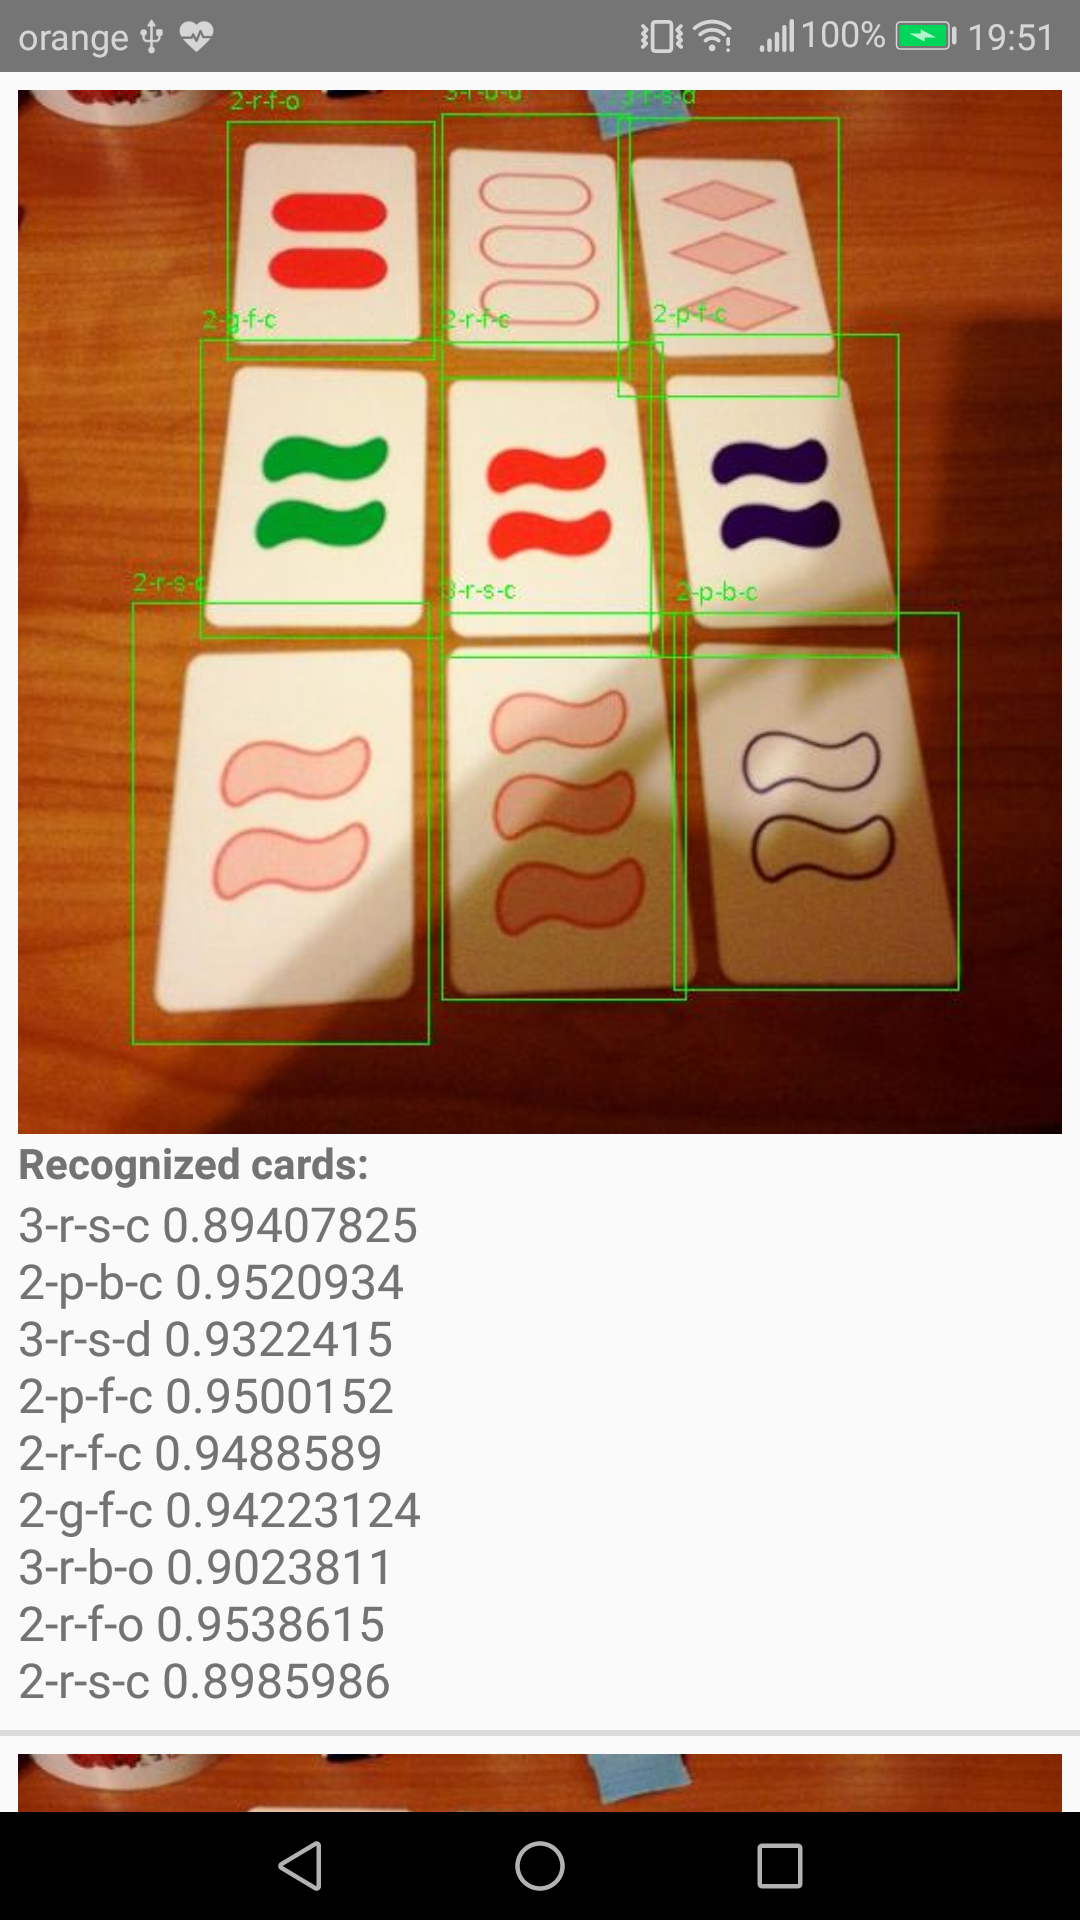 orange 100% 19:51
2-r-f-o 3-r-b-o 3-r-s-d
2-g-f-c 2-r-f-c 2-p-f-c
2-r-s-c 3-r-s-c 2-p-b-c
Recognized cards:
3-r-s-c 0.89407825
2-p-b-c 0.9520934
3-r-s-d 0.9322415
2-p-f-c 0.9500152
2-r-f-c 0.9488589
2-g-f-c 0.94223124
3-r-b-o 0.9023811
2-r-f-o 0.9538615
2-r-s-c 0.8985986